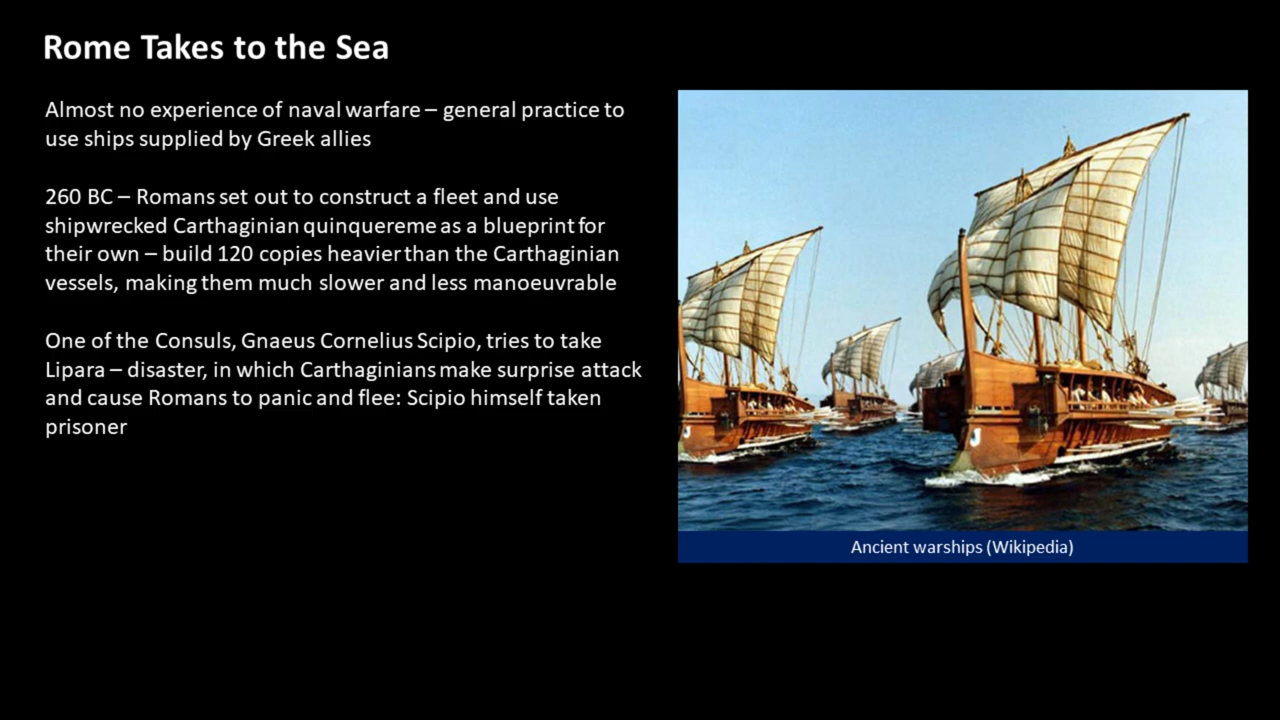 Rome Takes to the Sea
Almost no experience of naval warfare – general practice to
use ships supplied by Greek allies
260 BC – Romans set out to construct a fleet and use
shipwrecked Carthaginian quinquereme as a blueprint for
their own – build 120 copies heavier than the Carthaginian
vessels, making them much slower and less manoeuvrable
One of the Consuls, Gnaeus Cornelius Scipio, tries to take
Lipara – disaster, in which Carthaginians make surprise attack
and cause Romans to panic and flee: Scipio himself taken
prisoner
Ancient warships (Wikipedia)